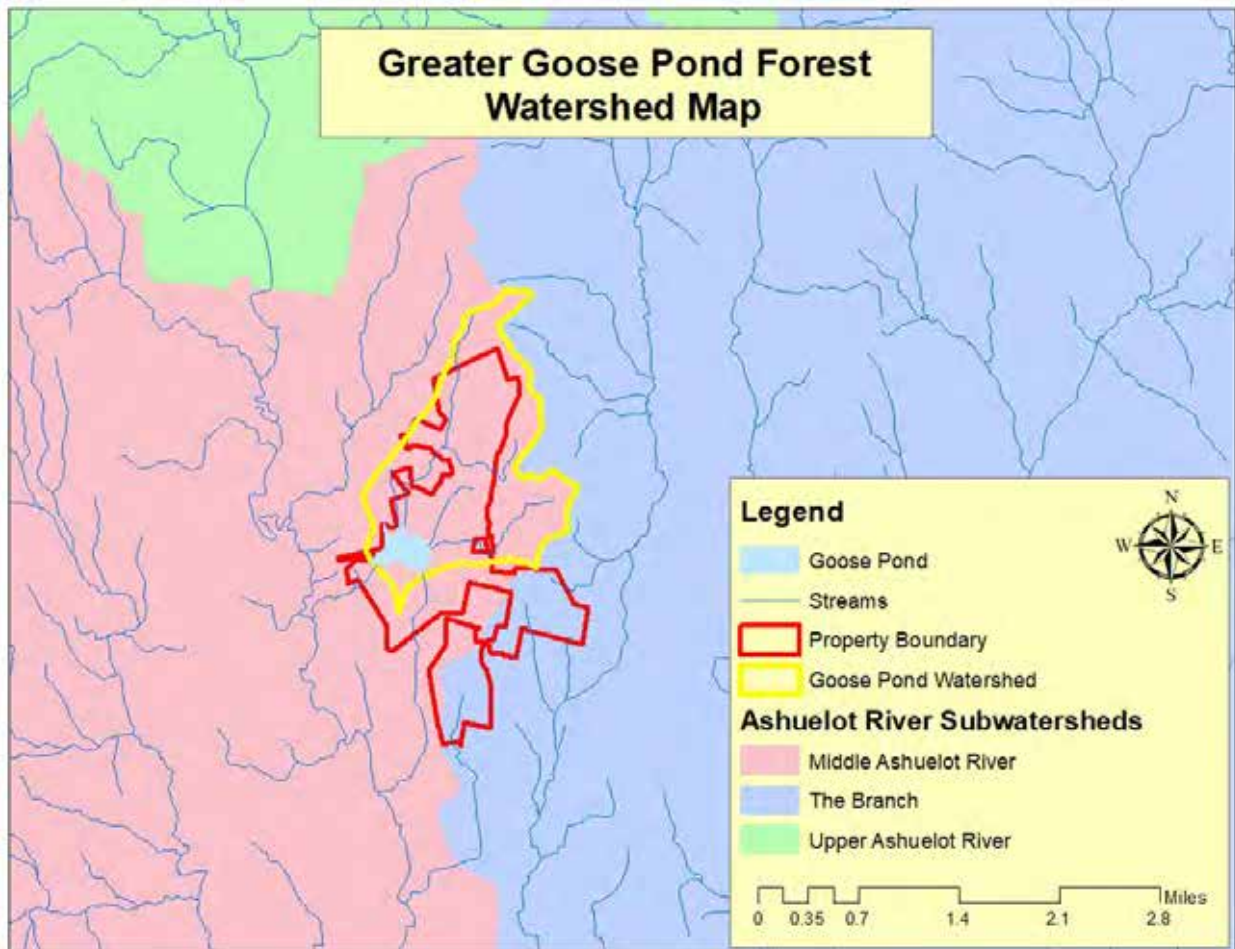 Greater Goose Pond Forest
Watershed Map
Legend
N
W
E
S
Goose Pond
Streams
Property Boundary
Goose Pond Watershed
Ashuelot River Subwatersheds
Middle Ashuelot River
The Branch
Upper Ashuelot River
Miles
0 0.35 0.7 1.4 2.1 2.8